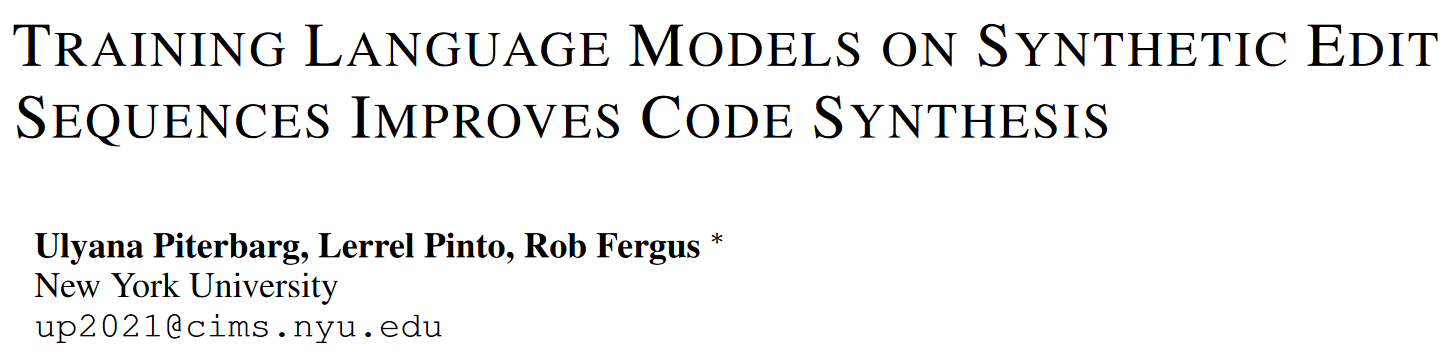 TRAINING LANGUAGE MODELS ON SYNTHETIC EDIT
SEQUENCES IMPROVES CODE SYNTHESIS
Ulyana Piterbarg, Lerrel Pinto, Rob Fergus *
New York University
up2021@cims.nyu.edu